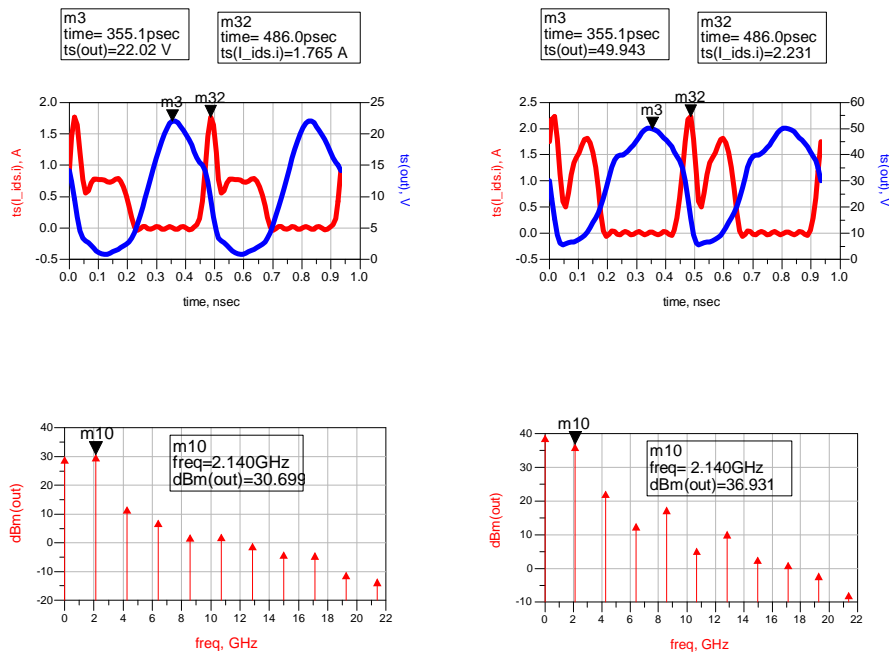 m3
time= 355.1psec
ts(out)=22.02 V
m32
time= 486.0psec
ts(I_ids.i)=1.765 A
m3
time= 355.1psec
ts(out)=49.943
m32
time= 486.0psec
ts(I_ids.i)=2.231
m3
m32
2.0
1.5
1.0
0.5
0.0
-0.5
25
20
15
10
5
0
ts(I_ids.i), A
ts(out), V
0.0 0.1 0.2 0.3 0.4 0.5 0.6 0.7 0.8 0.9 1.0
time, nsec
m3
m32
2.5
2.0
1.5
1.0
0.5
0.0
-0.5
60
50
40
30
20
10
0
ts(I_ids.i), A
ts(out), V
0.0 0.1 0.2 0.3 0.4 0.5 0.6 0.7 0.8 0.9 1.0
time, nsec
m10
m10
freq=2.140GHz
dBm(out)=30.699
40
30
20
10
0
-10
-20
dBm(out)
0 2 4 6 8 10 12 14 16 18 20 22
freq, GHz
m10
m10
freq= 2.140GHz
dBm(out)=36.931
40
30
20
10
0
-10
dBm(out)
0 2 4 6 8 10 12 14 16 18 20 22
freq, GHz